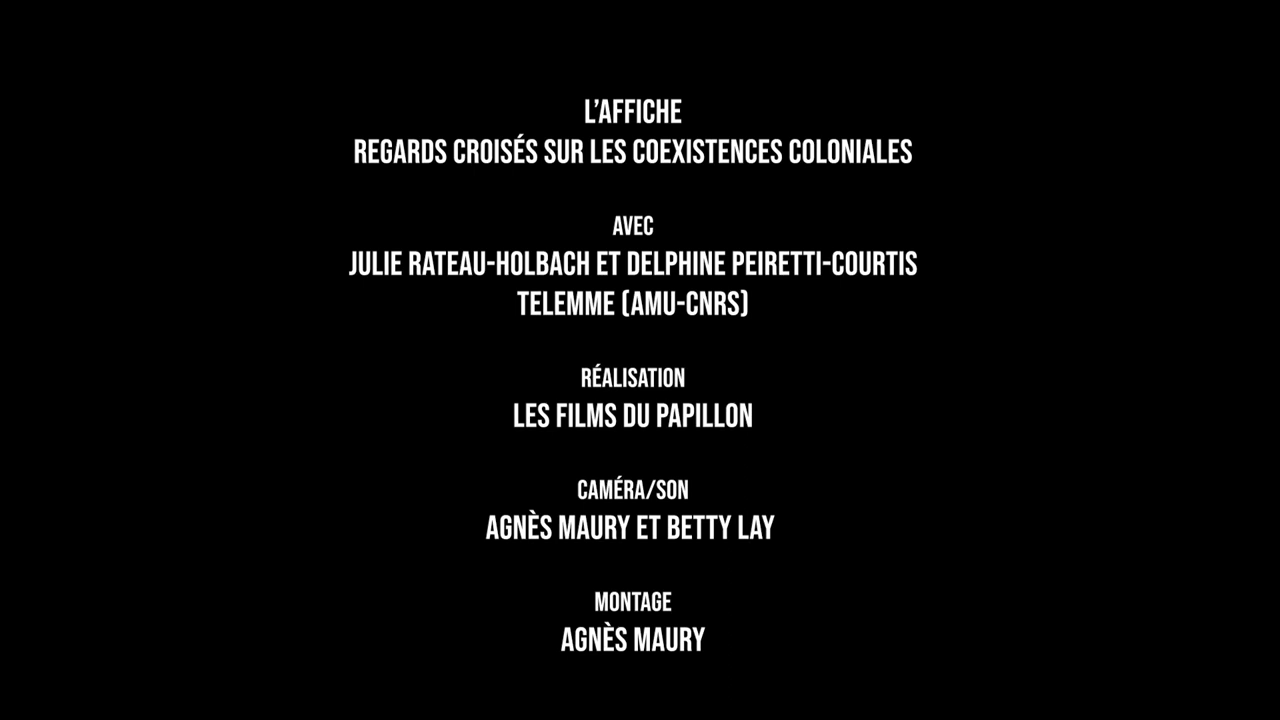 L’AFFICHE
REGARDS CROISÉS SUR LES COEXISTENCES COLONIALES
AVEC
JULIE RATEAU-HOLBACH ET DELPHINE PEIRETTI-COURTIS
TELEMME (AMU-CNRS)
RÉALISATION
LES FILMS DU PAPILLON
CAMÉRA/SON
AGNÈS MAURY ET BETTY LAY
MONTAGE
AGNÈS MAURY